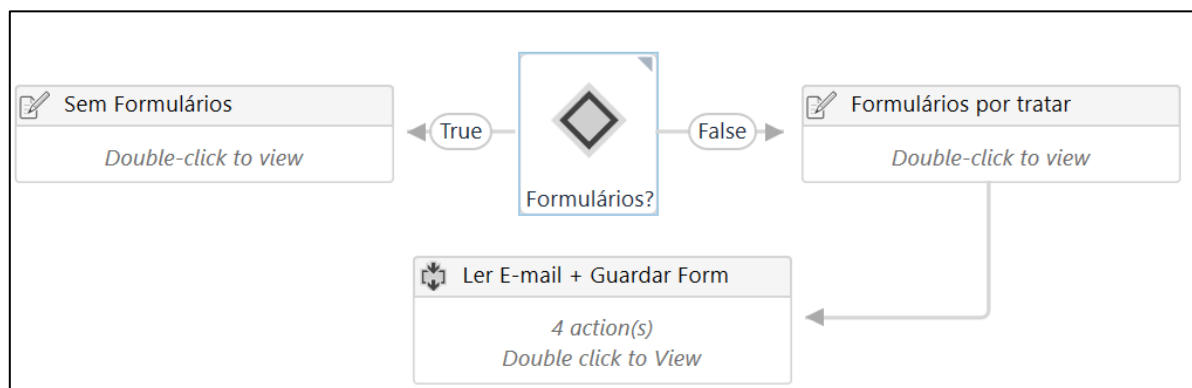 Sem Formulários
Double-click to view
True
Formulários?
False
Formulários por tratar
Double-click to view
Ler E-mail + Guardar Form
4 action(s)
Double click to View